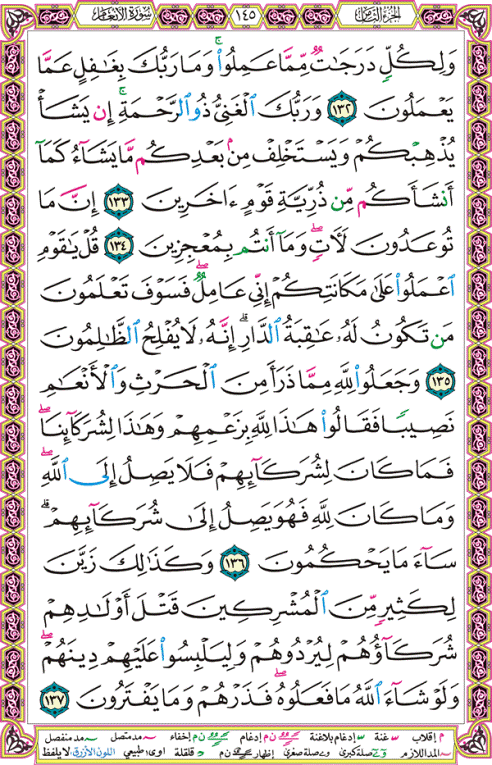 الجزء الثامن ١٤٥ سورة الأنعام
وَلِكُلٍّ دَرَجَٰتٌ مِّمَّا عَمِلُوا۟ ۚ وَمَا رَبُّكَ بِغَٰفِلٍ عَمَّا
يَعْمَلُونَ ١٣٢ وَرَبُّكَ ٱلْغَنِىُّ ذُو ٱلرَّحْمَةِ ۚ إِن يَشَأْ
يُذْهِبْكُمْ وَيَسْتَخْلِفْ مِنۢ بَعْدِكُم مَّا يَشَآءُ كَمَآ
أَنشَأَكُم مِّن ذُرِّيَّةِ قَوْمٍ ءَاخَرِينَ ١٣٣ إِنَّ مَا
تُوعَدُونَ لَءَاتٍ ۖ وَمَآ أَنتُم بِمُعْجِزِينَ ١٣٤ قُلْ يَٰقَوْمِ
ٱعْمَلُوا۟ عَلَىٰ مَكَانَتِكُمْ إِنِّى عَامِلٌ ۖ فَسَوْفَ تَعْلَمُونَ
مَن تَكُونُ لَهُۥ عَٰقِبَةُ ٱلدَّارِ ۗ إِنَّهُۥ لَا يُفْلِحُ ٱلظَّٰلِمُونَ
١٣٥ وَجَعَلُوا۟ لِلَّهِ مِمَّا ذَرَأَ مِنَ ٱلْحَرْثِ وَٱلْأَنْعَٰمِ
نَصِيبًا فَقَالُوا۟ هَٰذَا لِلَّهِ بِزَعْمِهِمْ وَهَٰذَا لِشُرَكَآئِنَا ۖ
فَمَا كَانَ لِشُرَكَآئِهِمْ فَلَا يَصِلُ إِلَى ٱللَّهِ ۖ
وَمَا كَانَ لِلَّهِ فَهُوَ يَصِلُ إِلَىٰ شُرَكَآئِهِمْ ۗ
سَآءَ مَا يَحْكُمُونَ ١٣٦ وَكَذَٰلِكَ زَيَّنَ
لِكَثِيرٍ مِّنَ ٱلْمُشْرِكِينَ قَتْلَ أَوْلَٰدِهِمْ
شُرَكَآؤُهُمْ لِيُرْدُوهُمْ وَلِيَلْبِسُوا۟ عَلَيْهِمْ دِينَهُمْ ۖ
وَلَوْ شَآءَ ٱللَّهُ مَا فَعَلُوهُ ۖ فَذَرْهُمْ وَمَا يَفْتَرُونَ ١٣٧
م إقلاب غنة إدغام بلاغنة ن م إدغام ن م إخفاء مد متصل مد منفصل
المد اللازم صلة كبرى وصلة صغرى إظهار ن م قلقلة اوى طبيعي اللون الأزرق لا يلفظ